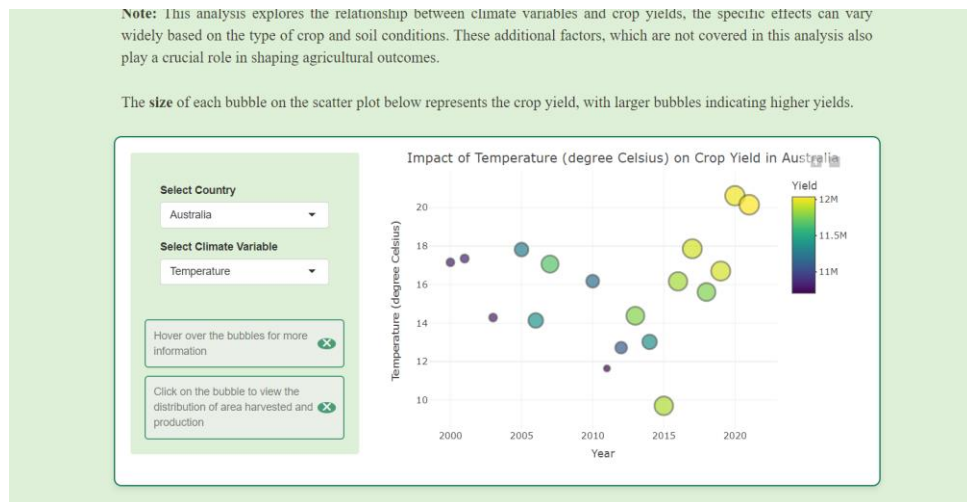 Note: This analysis explores the relationship between climate variables and crop yields, the specific effects can vary
widely based on the type of crop and soil conditions. These additional factors, which are not covered in this analysis also
play a crucial role in shaping agricultural outcomes.
The size of each bubble on the scatter plot below represents the crop yield, with larger bubbles indicating higher yields.
Select Country
Australia
Select Climate Variable
Temperature
Hover over the bubbles for more
information
Click on the bubble to view the
distribution of area harvested and
production
Impact of Temperature (degree Celsius) on Crop Yield in Australia
Temperature (degree Celsius)
20
18
16
14
12
10
2000 2005 2010 2015 2020
Year
Yield
12M
11.5M
11M